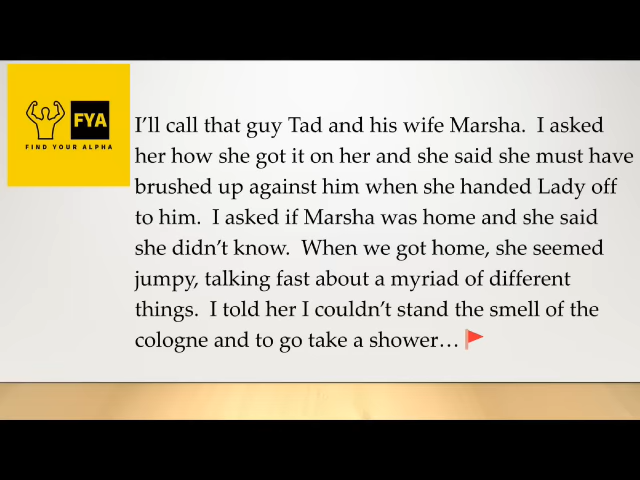 FYA
FIND YOUR ALPHA
I'll call that guy Tad and his wife Marsha.  I asked
her how she got it on her and she said she must have
brushed up against him when she handed Lady off
to him.  I asked if Marsha was home and she said
she didn't know.  When we got home, she seemed
jumpy, talking fast about a myriad of different
things.  I told her I couldn't stand the smell of the
cologne and to go take a shower…